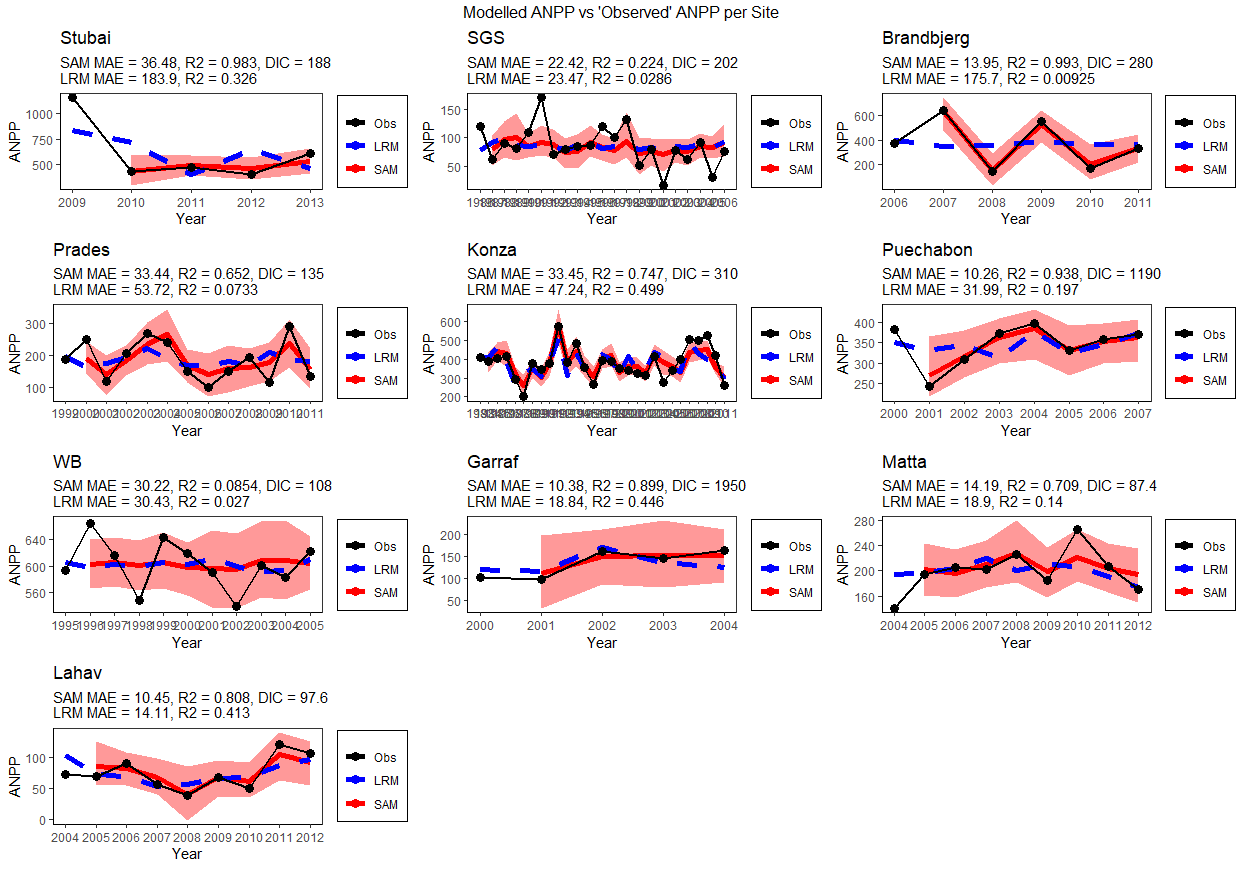 Modelled ANPP vs 'Observed' ANPP per Site
Stubai
SAM MAE = 36.48, R2 = 0.983, DIC = 188
LRM MAE = 183.9, R2 = 0.326
ANPP
1000
750
500
2009 2010 2011 2012 2013
Year
Obs
LRM
SAM
SGS
SAM MAE = 22.42, R2 = 0.224, DIC = 202
LRM MAE = 23.47, R2 = 0.0286
ANPP
150
100
50
Year
Obs
LRM
SAM
Brandbjerg
SAM MAE = 13.95, R2 = 0.993, DIC = 280
LRM MAE = 175.7, R2 = 0.00925
ANPP
600
400
200
2006 2007 2008 2009 2010 2011
Year
Obs
LRM
SAM
Prades
SAM MAE = 33.44, R2 = 0.652, DIC = 135
LRM MAE = 53.72, R2 = 0.0733
ANPP
300
200
100
Year
Obs
LRM
SAM
Konza
SAM MAE = 33.45, R2 = 0.747, DIC = 310
LRM MAE = 47.24, R2 = 0.499
ANPP
600
500
400
300
200
Year
Obs
LRM
SAM
Puechabon
SAM MAE = 10.26, R2 = 0.938, DIC = 1190
LRM MAE = 31.99, R2 = 0.197
ANPP
400
350
300
250
2000 2001 2002 2003 2004 2005 2006 2007
Year
Obs
LRM
SAM
WB
SAM MAE = 30.22, R2 = 0.0854, DIC = 108
LRM MAE = 30.43, R2 = 0.027
ANPP
640
600
560
1995 1996 1997 1998 1999 2000 2001 2002 2003 2004 2005
Year
Obs
LRM
SAM
Garraf
SAM MAE = 10.38, R2 = 0.899, DIC = 1950
LRM MAE = 18.84, R2 = 0.446
ANPP
200
150
100
50
2000 2001 2002 2003 2004
Year
Obs
LRM
SAM
Matta
SAM MAE = 14.19, R2 = 0.709, DIC = 87.4
LRM MAE = 18.9, R2 = 0.14
ANPP
280
240
200
160
2004 2005 2006 2007 2008 2009 2010 2011 2012
Year
Obs
LRM
SAM
Lahav
SAM MAE = 10.45, R2 = 0.808, DIC = 97.6
LRM MAE = 14.11, R2 = 0.413
ANPP
100
50
0
2004 2005 2006 2007 2008 2009 2010 2011 2012
Year
Obs
LRM
SAM